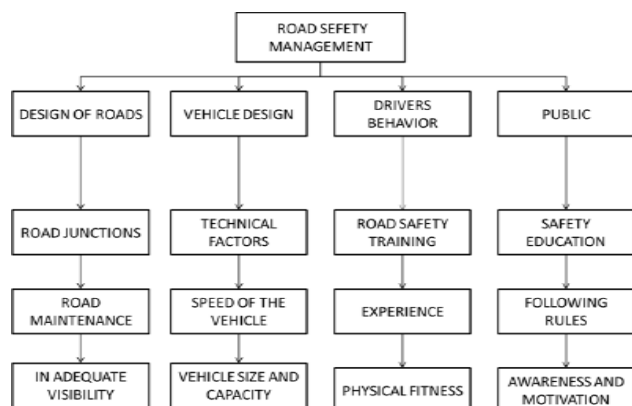 ROAD SEFETY
MANAGEMENT
DESIGN OF ROADS
VEHICLE DESIGN
DRIVERS
BEHAVIOR
PUBLIC
ROAD JUNCTIONS
TECHNICAL
FACTORS
ROAD SAFETY
TRAINING
SAFETY
EDUCATION
ROAD
MAINTENANCE
SPEED OF THE
VEHICLE
EXPERIENCE
FOLLOWING
RULES
IN ADEQUATE
VISIBILITY
VEHICLE SIZE AND
CAPACITY
PHYSICAL FITNESS
AWARENESS AND
MOTIVATION